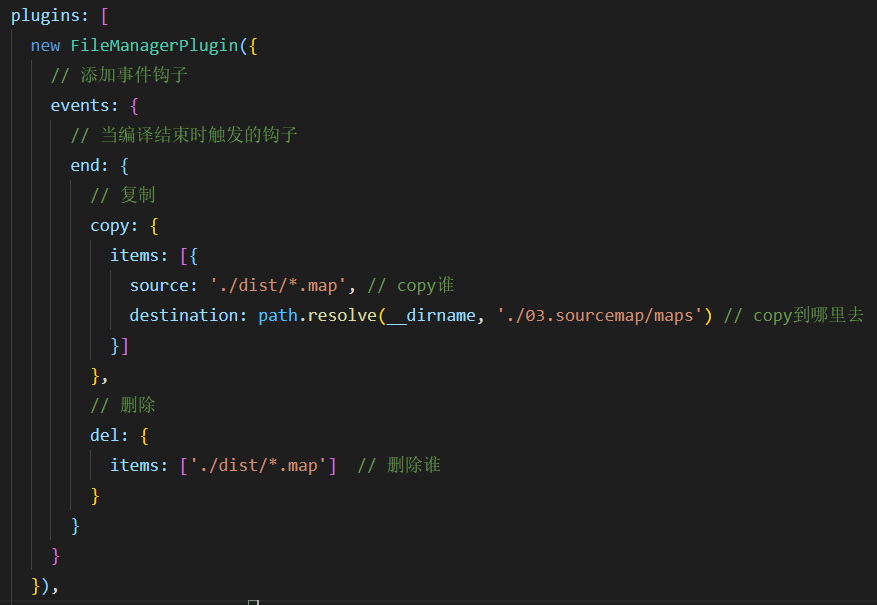 plugins: [
new FileManagerPlugin({
// 添加事件钩子
events: {
// 当编译结束时触发的钩子
end: {
// 复制
copy: {
items: [{
source: './dist/*.map', // copy谁
destination: path.resolve(__dirname, './03.sourcemap/maps') // copy到哪里去
}]
},
// 删除
del: {
items: ['./dist/*.map'] // 删除谁
}
}
}
}),